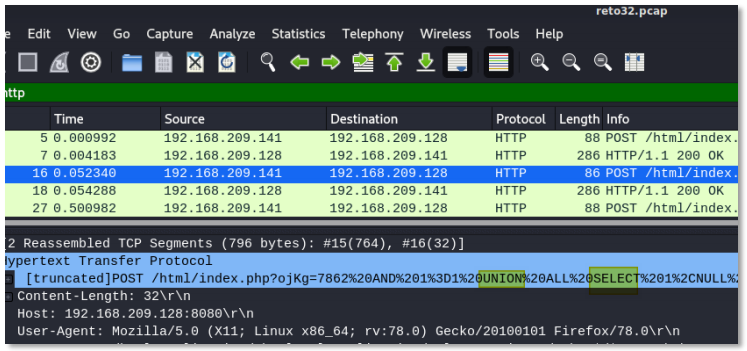 reto32.pcap
e Edit View Go Capture Analyze Statistics Telephony Wireless Tools Help
http
Time Source Destination Protocol Length Info
5 0.000992 192.168.209.141 192.168.209.128 HTTP 88 POST /html/index.
7 0.004183 192.168.209.128 192.168.209.141 HTTP 286 HTTP/1.1 200 OK
16 0.052340 192.168.209.141 192.168.209.128 HTTP 86 POST /html/index.
18 0.054288 192.168.209.128 192.168.209.141 HTTP 286 HTTP/1.1 200 OK
27 0.500982 192.168.209.141 192.168.209.128 HTTP 88 POST /html/index.
[2 Reassembled TCP Segments (796 bytes): #15(764), #16(32)]
Hypertext Transfer Protocol
[truncated]POST /html/index.php?ojKg=7862%20AND%201%3D1%20UNION%20ALL%20SELECT%201%2CNULL%
Content-Length: 32\r\n
Host: 192.168.209.128:8080\r\n
User-Agent: Mozilla/5.0 (X11; Linux x86_64; rv:78.0) Gecko/20100101 Firefox/78.0\r\n